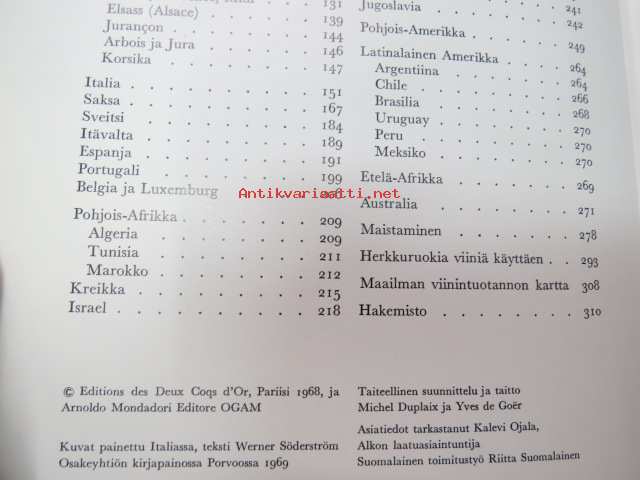 131
Elsass (Alsace) . . . . . . 139
Jurançon . . . . . . . 144
Arbois ja Jura . . . . . . 146
Korsika . . . . . . . 147
Italia . . . . . . . . 151
Saksa . . . . . . . . 167
Sveitsi . . . . . . . . 184
Itävalta . . . . . . . . 189
Espanja . . . . . . . . 191
Portugali . . . . . . . 199
Belgia ja Luxemburg
Pohjois-Afrikka . . . . . . 209
Algeria . . . . . . . 209
Tunisia . . . . . . . 211
Marokko . . . . . . . 212
Kreikka . . . . . . . . 215
Israel . . . . . . . . . 218
241
Jugoslavia . . . . . . . 242
Pohjois-Amerikka . . . . . 249
Latinalainen Amerikka . . . . 264
Argentiina . . . . . . . 264
Chile . . . . . . . . 266
Brasilia . . . . . . . 268
Uruguay . . . . . . . 270
Peru . . . . . . . . 270
Meksiko . . . . . . . 270
Etelä-Afrikka . . . . . . 269
Australia . . . . . . . 271
Maistaminen . . . . . . 278
Herkkuruokia viiniä käyttäen . . 293
Maailman viinintuotannon kartta 308
Hakemisto . . . . . . . 310
Antikvariaatti.net
© Editions des Deux Coqs d'Or, Pariisi 1968, ja
Arnoldo Mondadori Editore OGAM
Kuvat painettu Italiassa, teksti Werner Söderström
Osakeyhtiön kirjapainossa Porvoossa 1969
Taiteellinen suunnittelu ja taitto
Michel Duplaix ja Yves de Goër
Asiatiedot tarkastanut Kalevi Ojala,
Alkon laatuasiaintuntija
Suomalainen toimitustyö Riitta Suomalainen